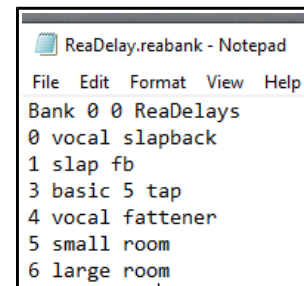 ReaDelay.reabank - Notepad
File Edit Format View Help
Bank 0 0 ReaDelays
0 vocal slapback
1 slap fb
3 basic 5 tap
4 vocal fattener
5 small room
6 large room